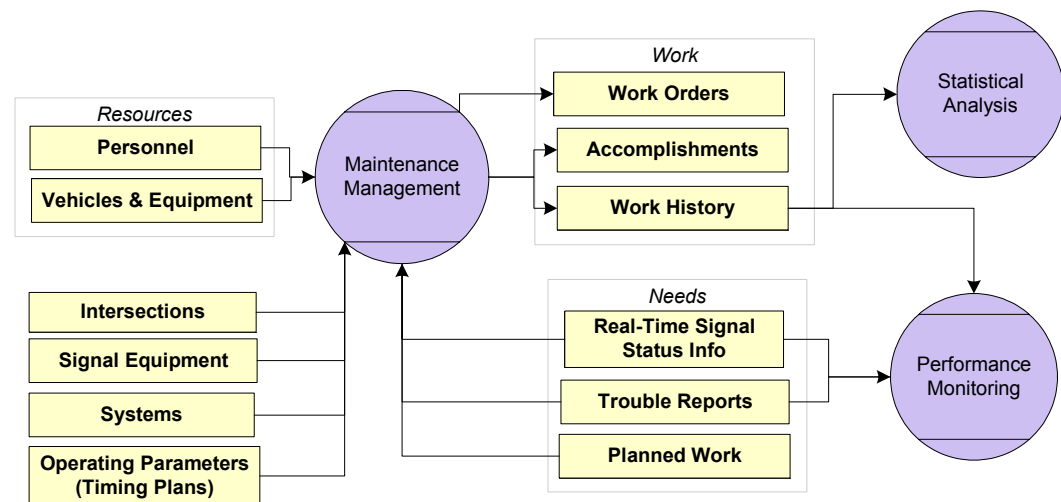 Resources
Personnel
Vehicles & Equipment
Intersections
Signal Equipment
Systems
Operating Parameters
(Timing Plans)
Maintenance
Management
Work
Work Orders
Accomplishments
Work History
Needs
Real-Time Signal
Status Info
Trouble Reports
Planned Work
Statistical
Analysis
Performance
Monitoring